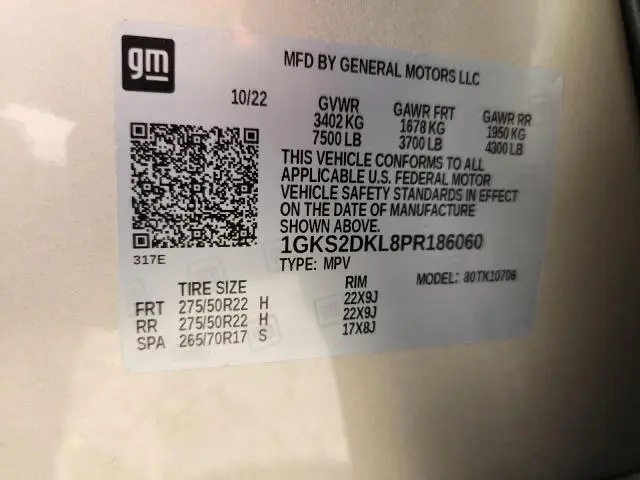 gm
MFD BY GENERAL MOTORS LLC
10/22
GVWR GAWR FRT GAWR RR
3402 KG 1678 KG 1950 KG
7500 LB 3700 LB 4300 LB
THIS VEHICLE CONFORMS TO ALL
APPLICABLE U.S. FEDERAL MOTOR
VEHICLE SAFETY STANDARDS IN EFFECT
ON THE DATE OF MANUFACTURE
SHOWN ABOVE.
1GKS2DKL8PR186060
317E
TYPE: MPV
MODEL: 80TK10706
TIRE SIZE RIM
FRT 275/50R22 H 22X9J
RR 275/50R22 H 22X9J
SPA 265/70R17 S 17X8J